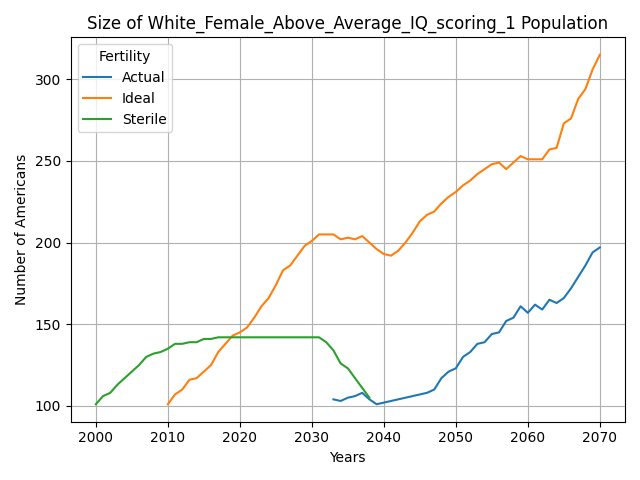 Size of White_Female_Above_Average_IQ_scoring_1 Population
Fertility
Actual
Ideal
Sterile
Number of Americans
300
250
200
150
100
2000 2010 2020 2030 2040 2050 2060 2070
Years